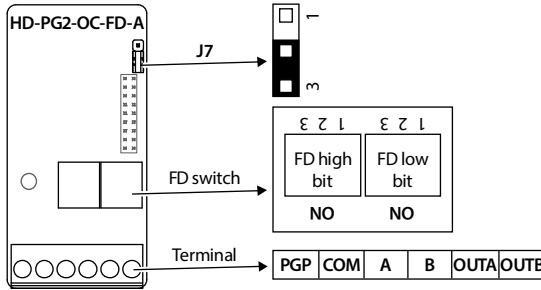 HD-PG2-OC-FD-A
J7
1
3
3 2 1 3 2 1
FD high bit
FD low bit
NO NO
FD switch
Terminal
PGP COM A B OUTA OUTB